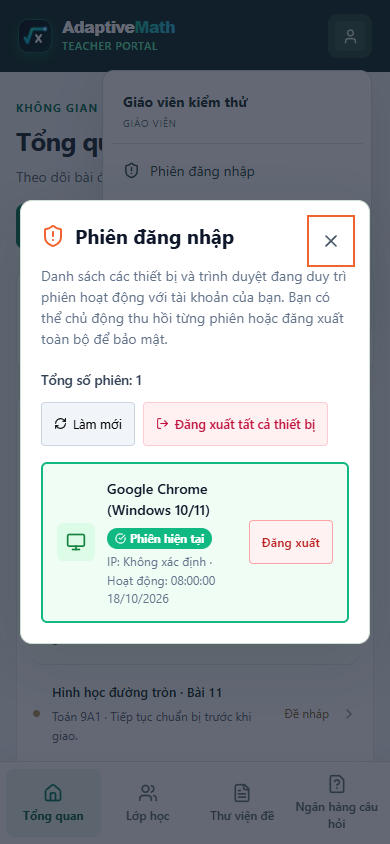 AdaptiveMath
TEACHER PORTAL
KHÔNG GIAN
Giáo viên kiểm thử
GIÁO VIÊN
Tổng qu
Theo dõi bài đ
Phiên đăng nhập
Phiên đăng nhập
Danh sách các thiết bị và trình duyệt đang duy trì
phiên hoạt động với tài khoản của bạn. Bạn có
thể chủ động thu hồi từng phiên hoặc đăng xuất
toàn bộ để bảo mật.
Tổng số phiên: 1
Làm mới
Đăng xuất tất cả thiết bị
Google Chrome
(Windows 10/11)
Phiên hiện tại
IP: Không xác định ·
Hoạt động: 08:00:00
18/10/2026
Đăng xuất
Hình học đường tròn · Bài 11
Toán 9A1 · Tiếp tục chuẩn bị trước khi
giao.
Đề nháp
Tổng quan
Lớp học
Thư viện đề
Ngân hàng câu
hỏi